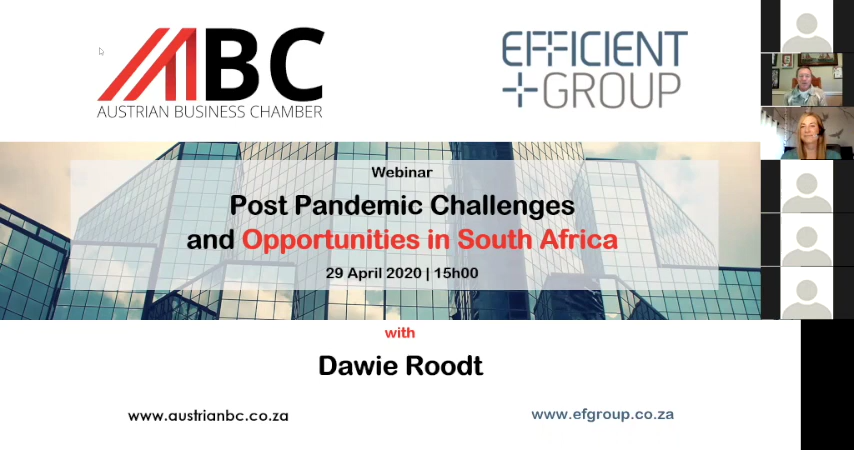 ABC
AUSTRIAN BUSINESS CHAMBER
EFFICIENT
GROUP
Webinar
Post Pandemic Challenges
and Opportunities in South Africa
29 April 2020 | 15h00
with
Dawie Roodt
www.austrianbc.co.za
www.efgroup.co.za